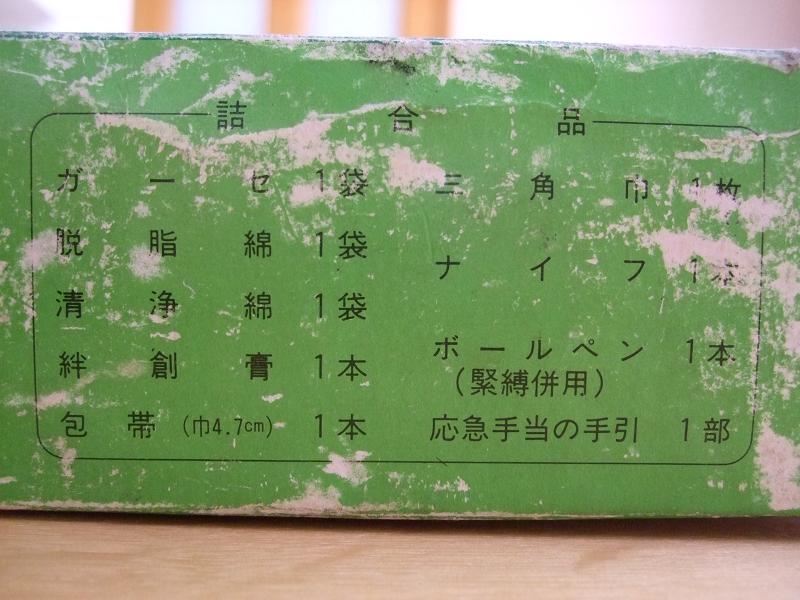 詰合品
ガーゼ 1袋
脱脂綿 1袋
清浄綿 1袋
絆創膏 1本
包帯(巾4.7cm) 1本
三角巾 1枚
ナイフ 1本
ボールペン 1本
(緊縛併用)
応急手当の手引 1部